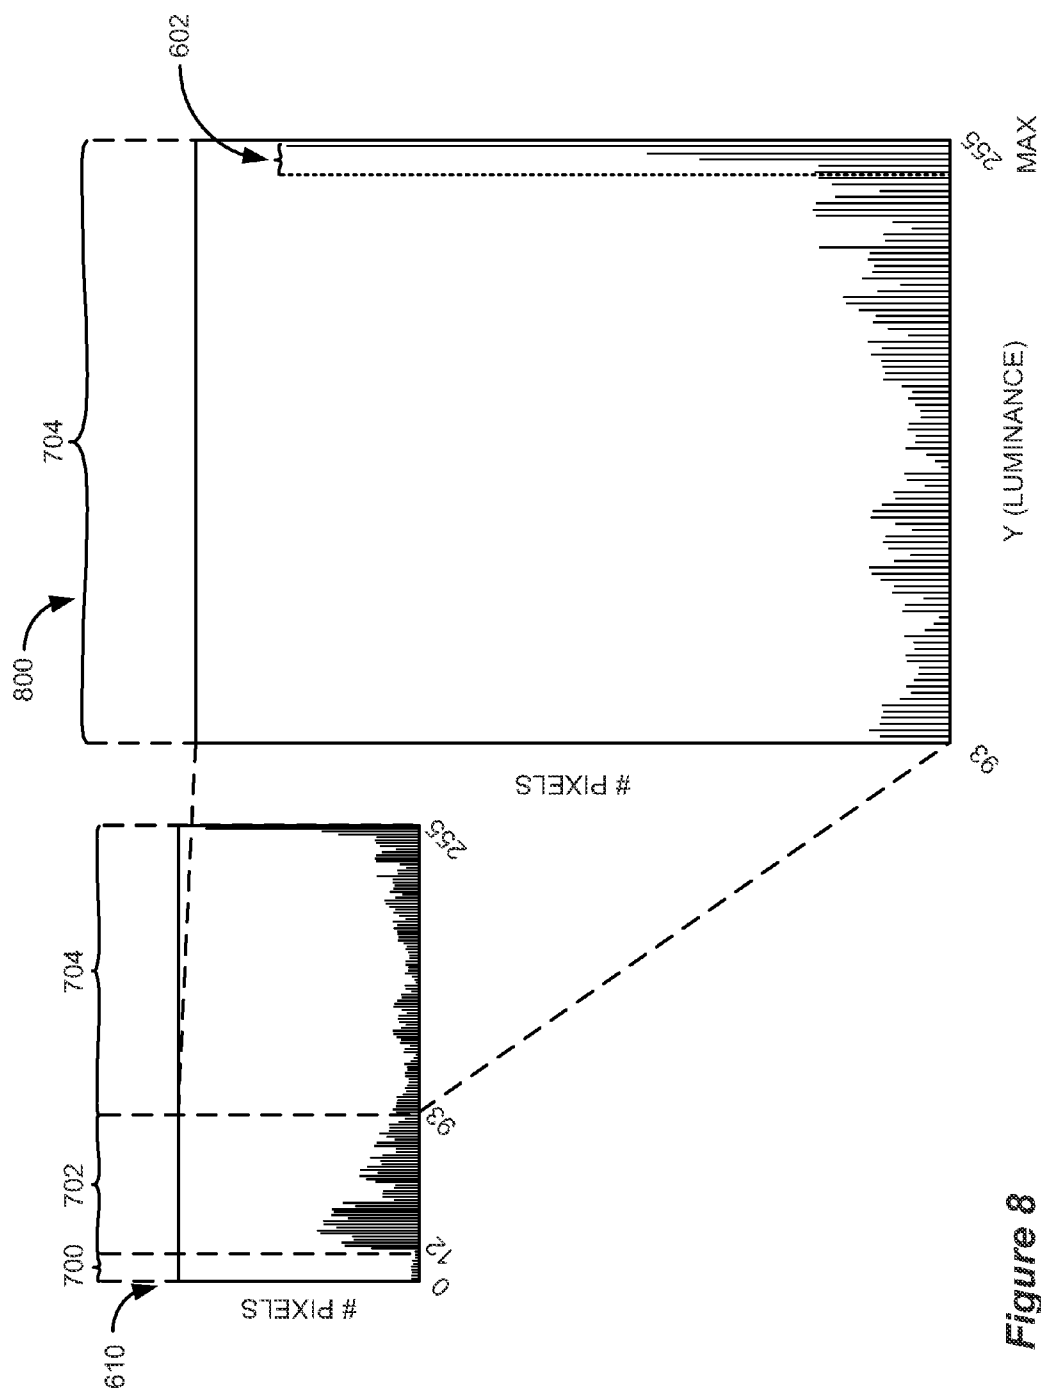 800
704
602
# PIXELS
93
255
Y (LUMINANCE)
MAX
610
700
702
704
# PIXELS
0
12
93
255
Figure 8